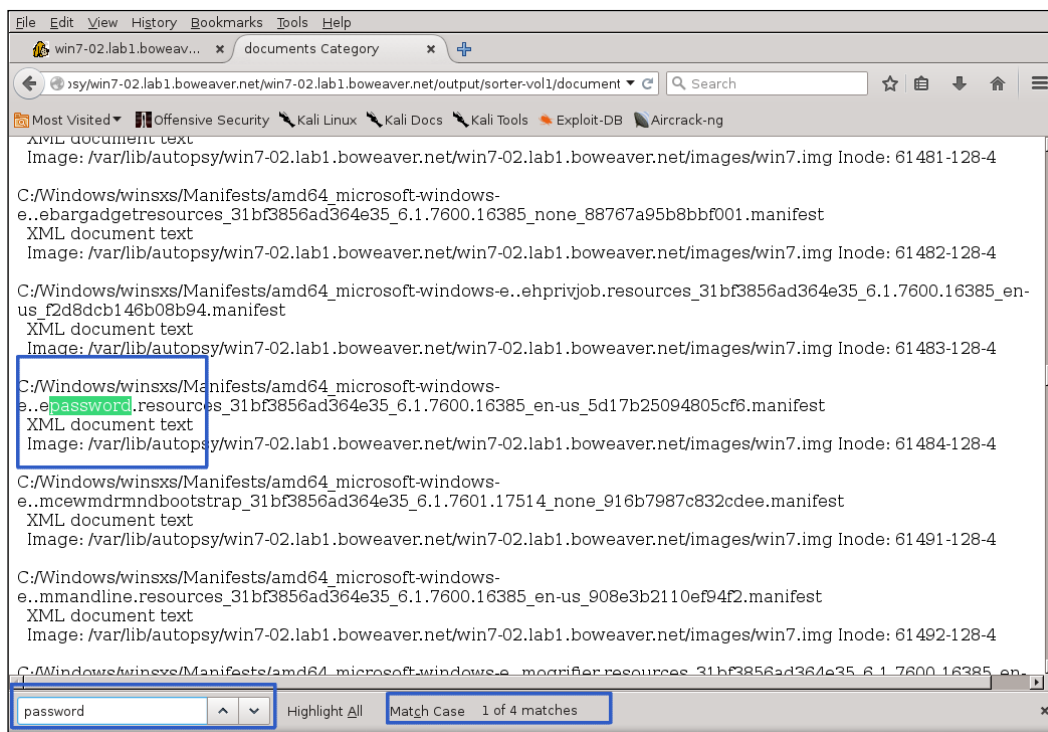 File Edit View History Bookmarks Tools Help
win7-02.lab1.boweav... × documents Category ×
›sy/win7-02.lab1.boweaver.net/win7-02.lab1.boweaver.net/output/sorter-vol1/document Search
Most Visited Offensive Security Kali Linux Kali Docs Kali Tools Exploit-DB Aircrack-ng
XML document text
Image: /var/lib/autopsy/win7-02.lab1.boweaver.net/win7-02.lab1.boweaver.net/images/win7.img Inode: 61481-128-4
C:/Windows/winsxs/Manifests/amd64_microsoft-windows-
e..ebargadgetresources_31bf3856ad364e35_6.1.7600.16385_none_88767a95b8bbf001.manifest
XML document text
Image: /var/lib/autopsy/win7-02.lab1.boweaver.net/win7-02.lab1.boweaver.net/images/win7.img Inode: 61482-128-4
C:/Windows/winsxs/Manifests/amd64_microsoft-windows-e..ehprivjob.resources_31bf3856ad364e35_6.1.7600.16385_en-
us_f2d8dcb146b08b94.manifest
XML document text
Image: /var/lib/autopsy/win7-02.lab1.boweaver.net/win7-02.lab1.boweaver.net/images/win7.img Inode: 61483-128-4
C:/Windows/winsxs/Manifests/amd64_microsoft-windows-
e..epassword.resources_31bf3856ad364e35_6.1.7600.16385_en-us_5d17b25094805cf6.manifest
XML document text
Image: /var/lib/autopsy/win7-02.lab1.boweaver.net/win7-02.lab1.boweaver.net/images/win7.img Inode: 61484-128-4
C:/Windows/winsxs/Manifests/amd64_microsoft-windows-
e..mcewmdrmndbootstrap_31bf3856ad364e35_6.1.7601.17514_none_916b7987c832cdee.manifest
XML document text
Image: /var/lib/autopsy/win7-02.lab1.boweaver.net/win7-02.lab1.boweaver.net/images/win7.img Inode: 61491-128-4
C:/Windows/winsxs/Manifests/amd64_microsoft-windows-
e..mmandline.resources_31bf3856ad364e35_6.1.7600.16385_en-us_908e3b2110ef94f2.manifest
XML document text
Image: /var/lib/autopsy/win7-02.lab1.boweaver.net/win7-02.lab1.boweaver.net/images/win7.img Inode: 61492-128-4
C:/Windows/winsxs/Manifests/amd64_microsoft-windows-e..mogrifier.resources_31bf3856ad364e35_6.1.7600.16385_en-
password Highlight All Match Case 1 of 4 matches ×